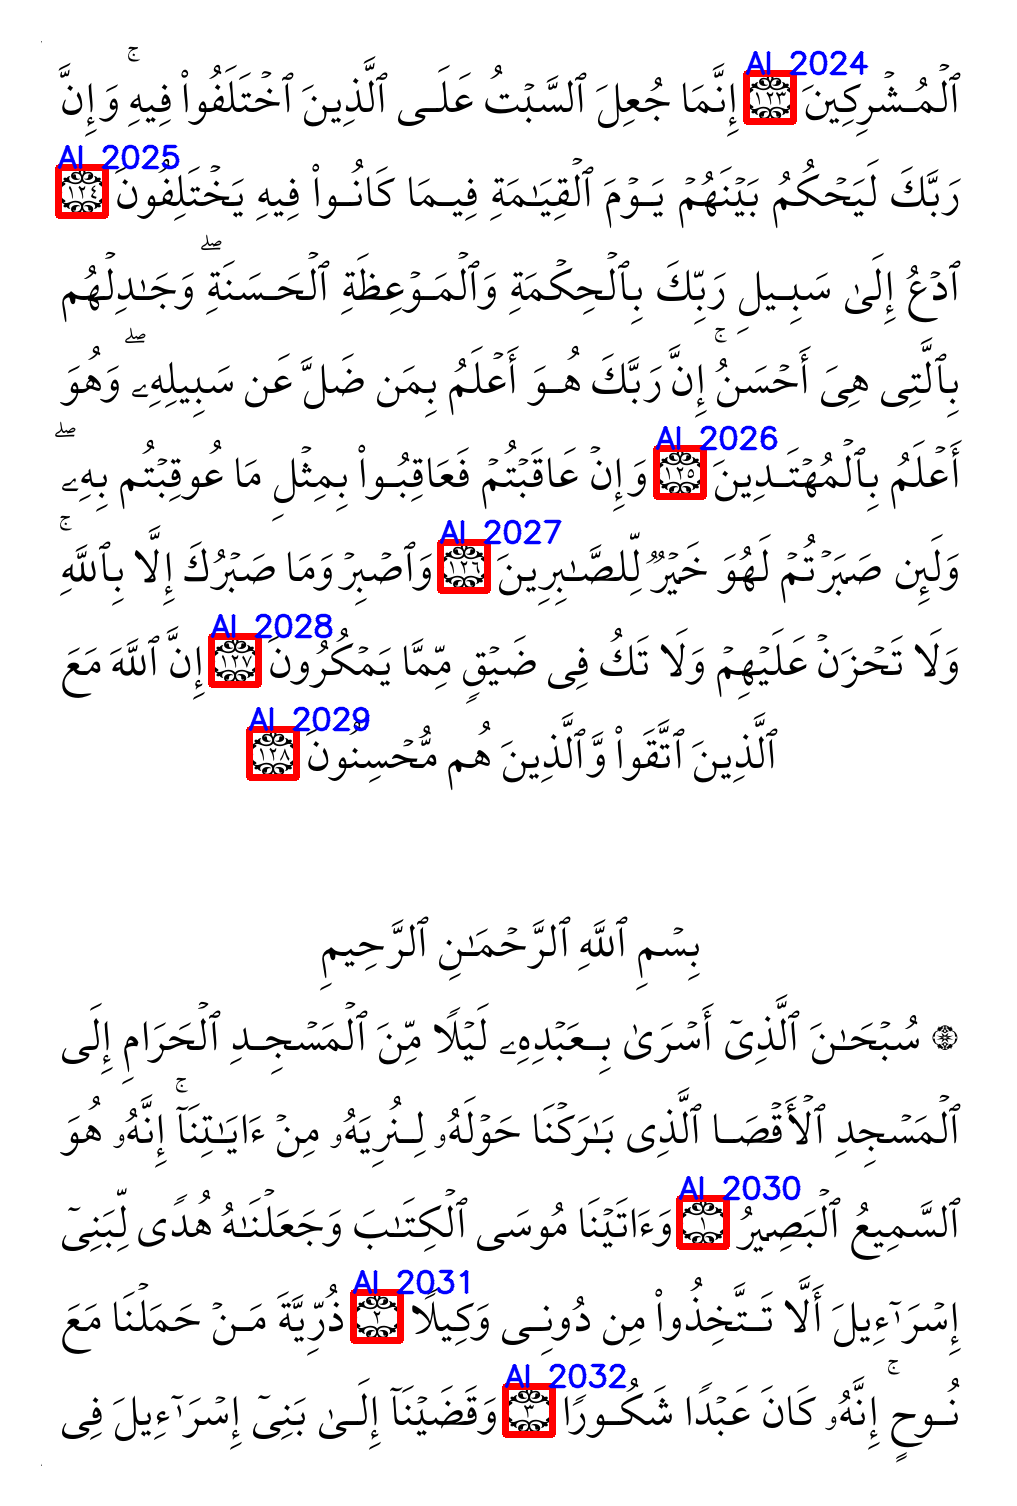 AI_2024
ٱلْمُشْرِكِينَ ١٢٣ إِنَّمَا جُعِلَ ٱلسَّبْتُ عَلَى ٱلَّذِينَ ٱخْتَلَفُوا۟ فِيهِ ۚ وَإِنَّ
AI_2025
رَبَّكَ لَيَحْكُمُ بَيْنَهُمْ يَوْمَ ٱلْقِيَـٰمَةِ فِيمَا كَانُوا۟ فِيهِ يَخْتَلِفُونَ ١٢٤
ٱدْعُ إِلَىٰ سَبِيلِ رَبِّكَ بِٱلْحِكْمَةِ وَٱلْمَوْعِظَةِ ٱلْحَسَنَةِ ۖ وَجَـٰدِلْهُم
بِٱلَّتِى هِىَ أَحْسَنُ ۚ إِنَّ رَبَّكَ هُوَ أَعْلَمُ بِمَن ضَلَّ عَن سَبِيلِهِۦ ۖ وَهُوَ
AI_2026
أَعْلَمُ بِٱلْمُهْتَدِينَ ١٢٥ وَإِنْ عَاقَبْتُمْ فَعَاقِبُوا۟ بِمِثْلِ مَا عُوقِبْتُم بِهِۦ ۖ
AI_2027
وَلَئِن صَبَرْتُمْ لَهُوَ خَيْرٌ لِّلصَّـٰبِرِينَ ١٢٦ وَٱصْبِرْ وَمَا صَبْرُكَ إِلَّا بِٱللَّهِ ۚ
AI_2028
وَلَا تَحْزَنْ عَلَيْهِمْ وَلَا تَكُ فِى ضَيْقٍ مِّمَّا يَمْكُرُونَ ١٢٧ إِنَّ ٱللَّهَ مَعَ
AI_2029
ٱلَّذِينَ ٱتَّقَوا۟ وَّٱلَّذِينَ هُم مُّحْسِنُونَ ١٢٨
بِسْمِ ٱللَّهِ ٱلرَّحْمَـٰنِ ٱلرَّحِيمِ
۞ سُبْحَـٰنَ ٱلَّذِىٓ أَسْرَىٰ بِعَبْدِهِۦ لَيْلًا مِّنَ ٱلْمَسْجِدِ ٱلْحَرَامِ إِلَى
ٱلْمَسْجِدِ ٱلْأَقْصَا ٱلَّذِى بَـٰرَكْنَا حَوْلَهُۥ لِنُرِيَهُۥ مِنْ ءَايَـٰتِنَآ ۚ إِنَّهُۥ هُوَ
AI_2030
ٱلسَّمِيعُ ٱلْبَصِيرُ ١ وَءَاتَيْنَا مُوسَى ٱلْكِتَـٰبَ وَجَعَلْنَـٰهُ هُدًى لِّبَنِىٓ
AI_2031
إِسْرَٰٓءِيلَ أَلَّا تَتَّخِذُوا۟ مِن دُونِى وَكِيلًا ٢ ذُرِّيَّةَ مَنْ حَمَلْنَا مَعَ
AI_2032
نُوحٍ ۚ إِنَّهُۥ كَانَ عَبْدًا شَكُورًا ٣ وَقَضَيْنَآ إِلَىٰ بَنِىٓ إِسْرَٰٓءِيلَ فِى